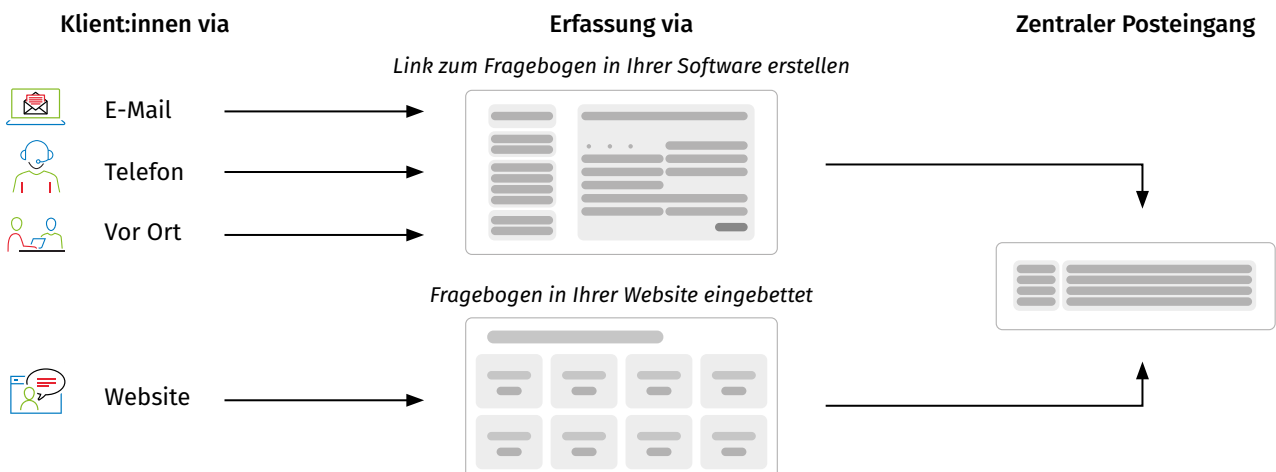 Klient:innen via
Erfassung via
Zentraler Posteingang
Link zum Fragebogen in Ihrer Software erstellen
E-Mail
Telefon
Vor Ort
Fragebogen in Ihrer Website eingebettet
Website